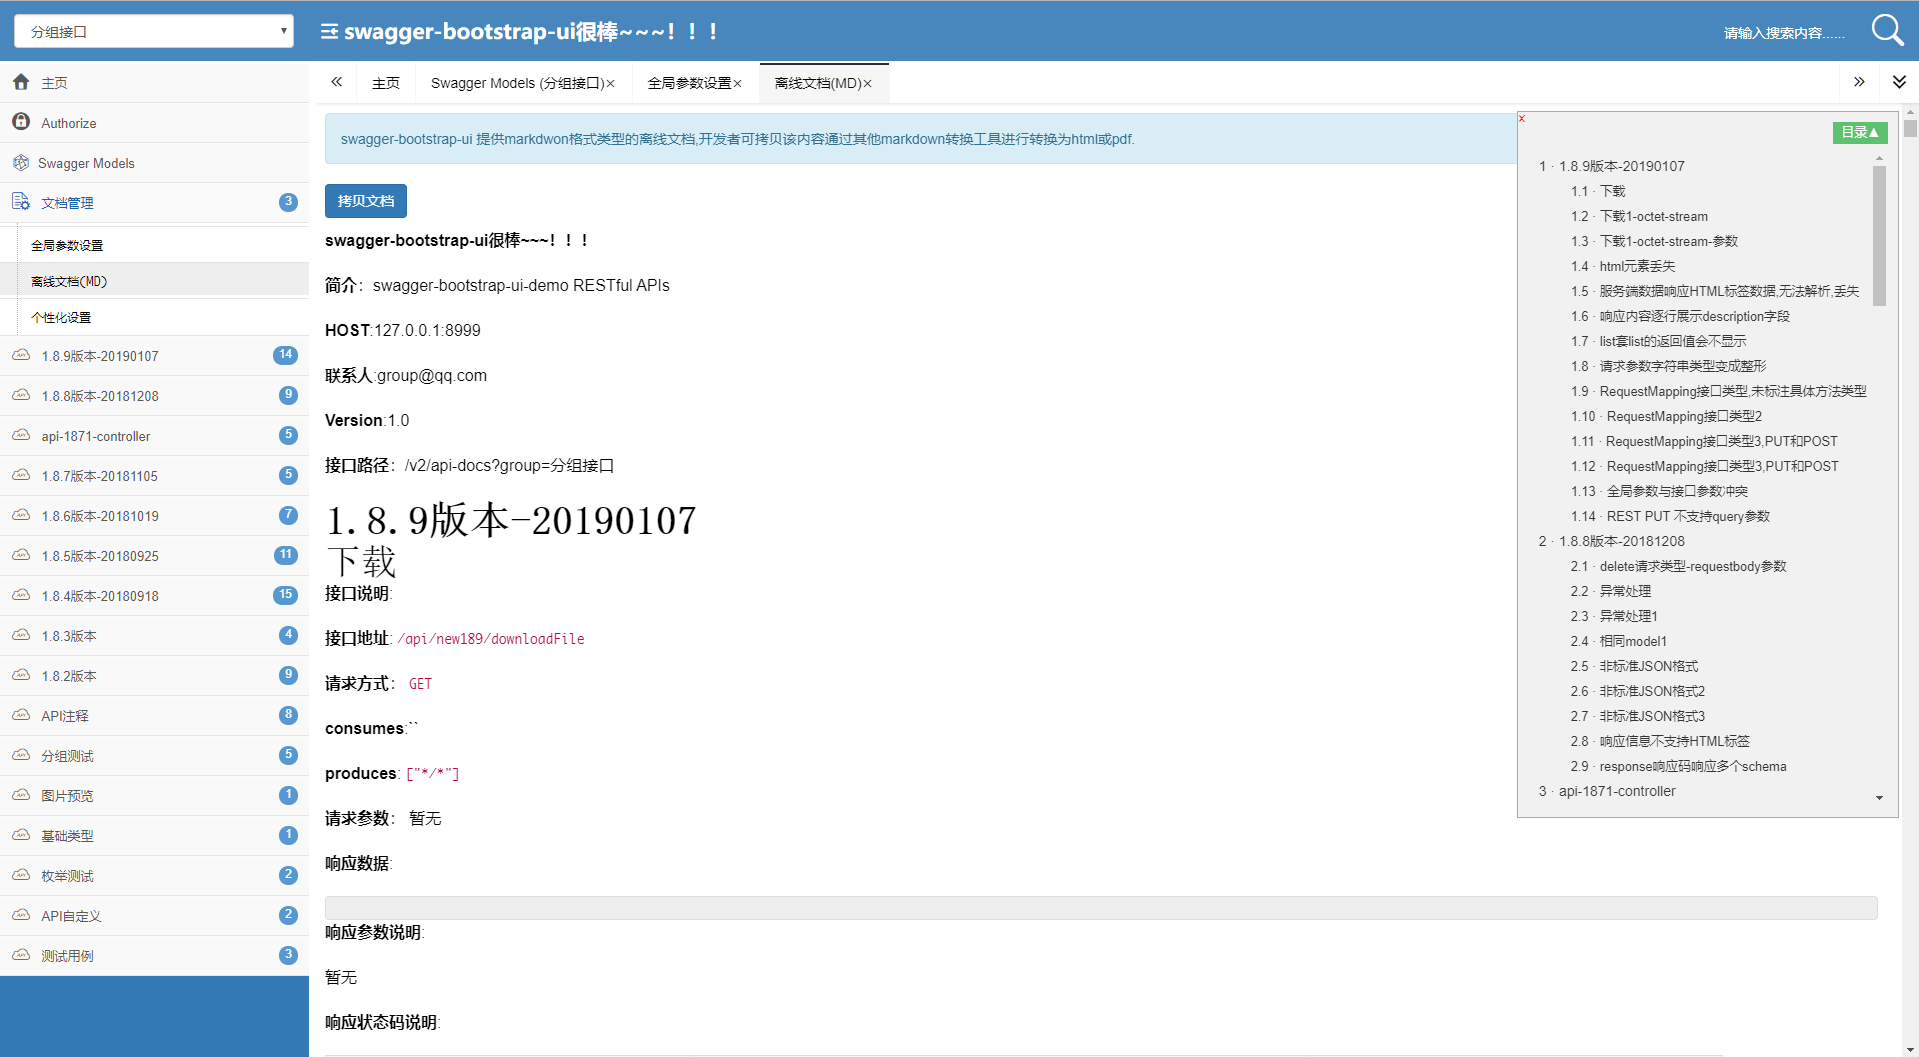 分组接口
swagger-bootstrap-ui很棒~~~！！！
请输入搜索内容......
主页
Authorize
Swagger Models
文档管理 3
全局参数设置
离线文档(MD)
个性化设置
1.8.9版本-20190107 14
1.8.8版本-20181208 9
api-1871-controller 5
1.8.7版本-20181105 5
1.8.6版本-20181019 7
1.8.5版本-20180925 11
1.8.4版本-20180918 15
1.8.3版本 4
1.8.2版本 9
API注释 8
分组测试 5
图片预览 1
基础类型 1
枚举测试 2
API自定义 2
测试用例 3
主页 Swagger Models (分组接口)× 全局参数设置× 离线文档(MD)×
swagger-bootstrap-ui 提供markdwon格式类型的离线文档,开发者可拷贝该内容通过其他markdown转换工具进行转换为html或pdf.
拷贝文档
swagger-bootstrap-ui很棒~~~！！！
简介：swagger-bootstrap-ui-demo RESTful APIs
HOST:127.0.0.1:8999
联系人:group@qq.com
Version:1.0
接口路径：/v2/api-docs?group=分组接口
1.8.9版本-20190107
下载
接口说明:
接口地址: /api/new189/downloadFile
请求方式： GET
consumes:``
produces: ["*/*"]
请求参数： 暂无
响应数据:
响应参数说明:
暂无
响应状态码说明:
x
目录▲
1 · 1.8.9版本-20190107
1.1 · 下载
1.2 · 下载1-octet-stream
1.3 · 下载1-octet-stream-参数
1.4 · html元素丢失
1.5 · 服务端数据响应HTML标签数据,无法解析,丢失
1.6 · 响应内容逐行展示description字段
1.7 · list套list的返回值会不显示
1.8 · 请求参数字符串类型变成整形
1.9 · RequestMapping接口类型,未标注具体方法类型
1.10 · RequestMapping接口类型2
1.11 · RequestMapping接口类型3,PUT和POST
1.12 · RequestMapping接口类型3,PUT和POST
1.13 · 全局参数与接口参数冲突
1.14 · REST PUT 不支持query参数
2 · 1.8.8版本-20181208
2.1 · delete请求类型-requestbody参数
2.2 · 异常处理
2.3 · 异常处理1
2.4 · 相同model1
2.5 · 非标准JSON格式
2.6 · 非标准JSON格式2
2.7 · 非标准JSON格式3
2.8 · 响应信息不支持HTML标签
2.9 · response响应码响应多个schema
3 · api-1871-controller